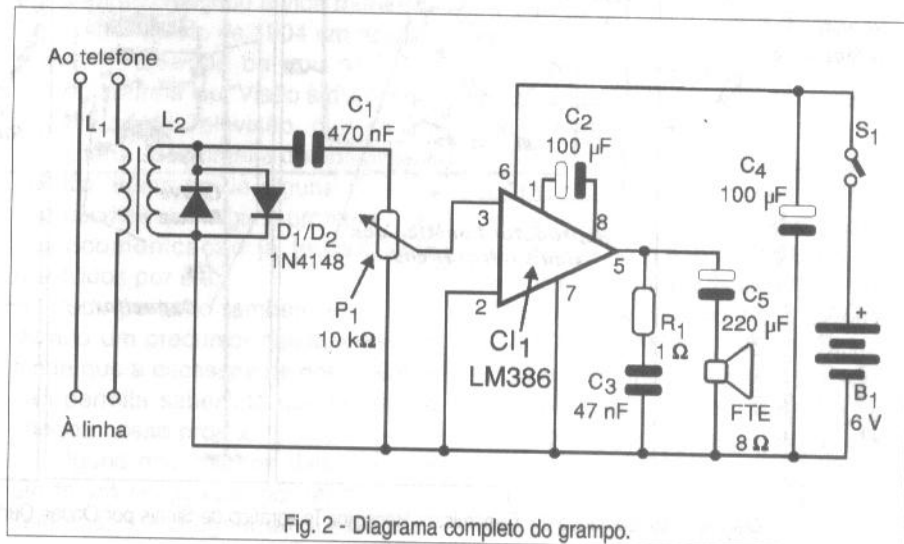 Ao telefone
L1
L2
C1
470 nF
D1/D2
1N4148
P1
10 kΩ
À linha
6
C2
100 µF
1
8
3
2
5
7
CI1
LM386
R1
1 Ω
C3
47 nF
C4
100 µF
C5
220 µF
FTE
8 Ω
S1
+
B1
6 V
Fig. 2 - Diagrama completo do grampo.